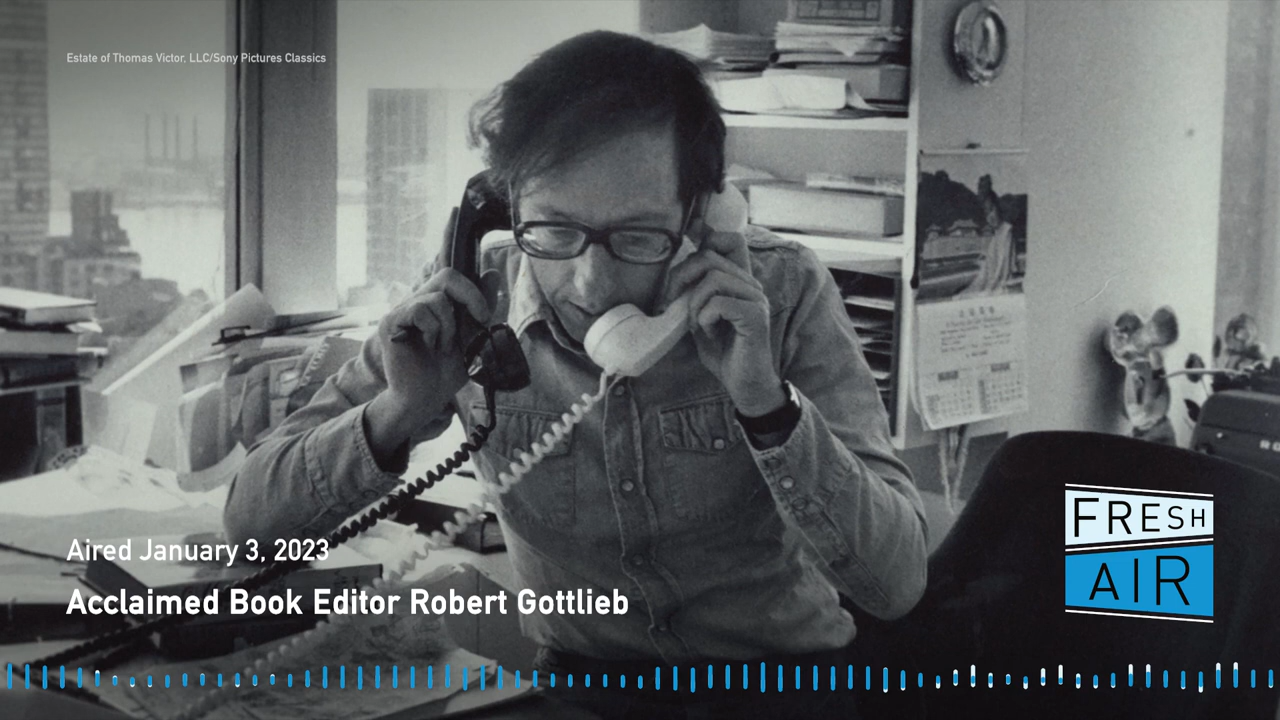 Estate of Thomas Victor, LLC/Sony Pictures Classics
Aired January 3, 2023
Acclaimed Book Editor Robert Gottlieb
FRESH
AIR